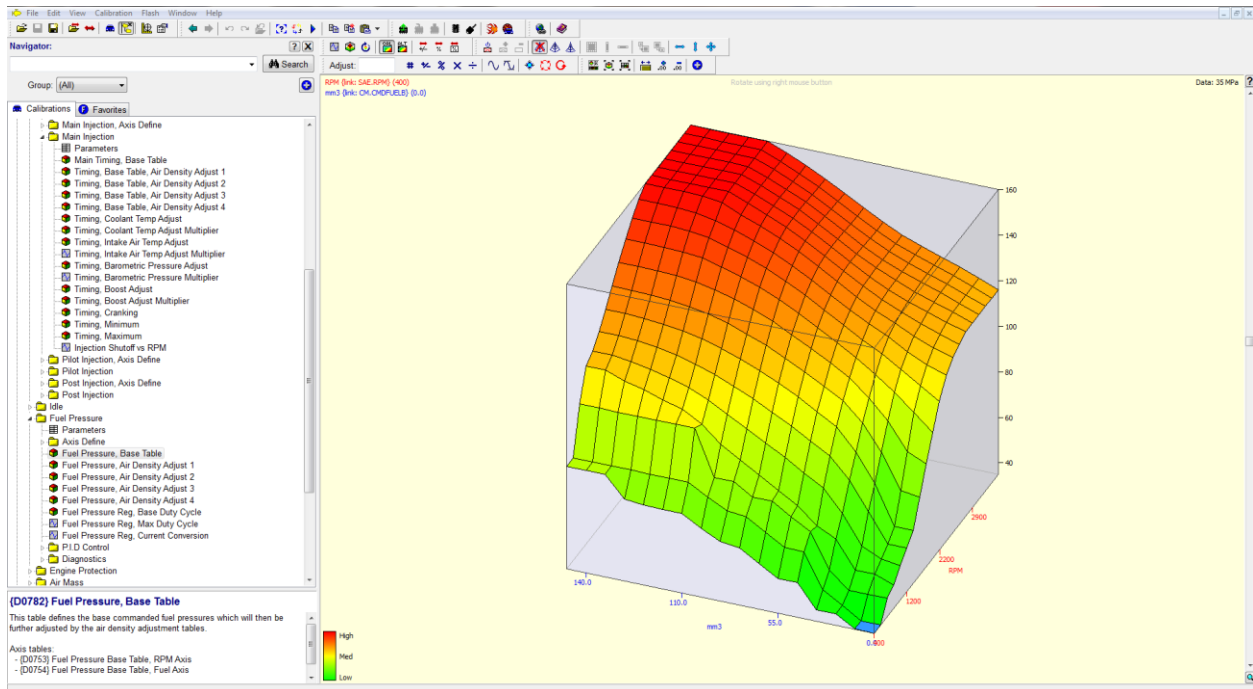 File Edit View Calibration Flash Window Help
Navigator:
Search
Adjust:
Group: (All)
Calibrations Favorites
Main Injection, Axis Define
Main Injection
Parameters
Main Timing, Base Table
Timing, Base Table, Air Density Adjust 1
Timing, Base Table, Air Density Adjust 2
Timing, Base Table, Air Density Adjust 3
Timing, Base Table, Air Density Adjust 4
Timing, Coolant Temp Adjust
Timing, Coolant Temp Adjust Multiplier
Timing, Intake Air Temp Adjust
Timing, Intake Air Temp Adjust Multiplier
Timing, Barometric Pressure Adjust
Timing, Barometric Pressure Multiplier
Timing, Boost Adjust
Timing, Boost Adjust Multiplier
Timing, Cranking
Timing, Minimum
Timing, Maximum
Injection Shutoff vs RPM
Pilot Injection, Axis Define
Pilot Injection
Post Injection, Axis Define
Post Injection
Idle
Fuel Pressure
Parameters
Axis Define
Fuel Pressure, Base Table
Fuel Pressure, Air Density Adjust 1
Fuel Pressure, Air Density Adjust 2
Fuel Pressure, Air Density Adjust 3
Fuel Pressure, Air Density Adjust 4
Fuel Pressure Reg, Base Duty Cycle
Fuel Pressure Reg, Max Duty Cycle
Fuel Pressure Reg, Current Conversion
P.I.D Control
Diagnostics
Engine Protection
Air Mass
{D0782} Fuel Pressure, Base Table
This table defines the base commanded fuel pressures which will then be
further adjusted by the air density adjustment tables.
Axis tables:
- {D0753} Fuel Pressure Base Table, RPM Axis
- {D0754} Fuel Pressure Base Table, Fuel Axis
RPM {link: SAE.RPM} (400)
mm3 {link: CM.CMDFUELB} (0.0)
Rotate using right mouse button
Data: 35 MPa
160
140
120
100
80
60
40
2900
2200
RPM
1200
140.0
110.0
mm3
55.0
High
Med
Low